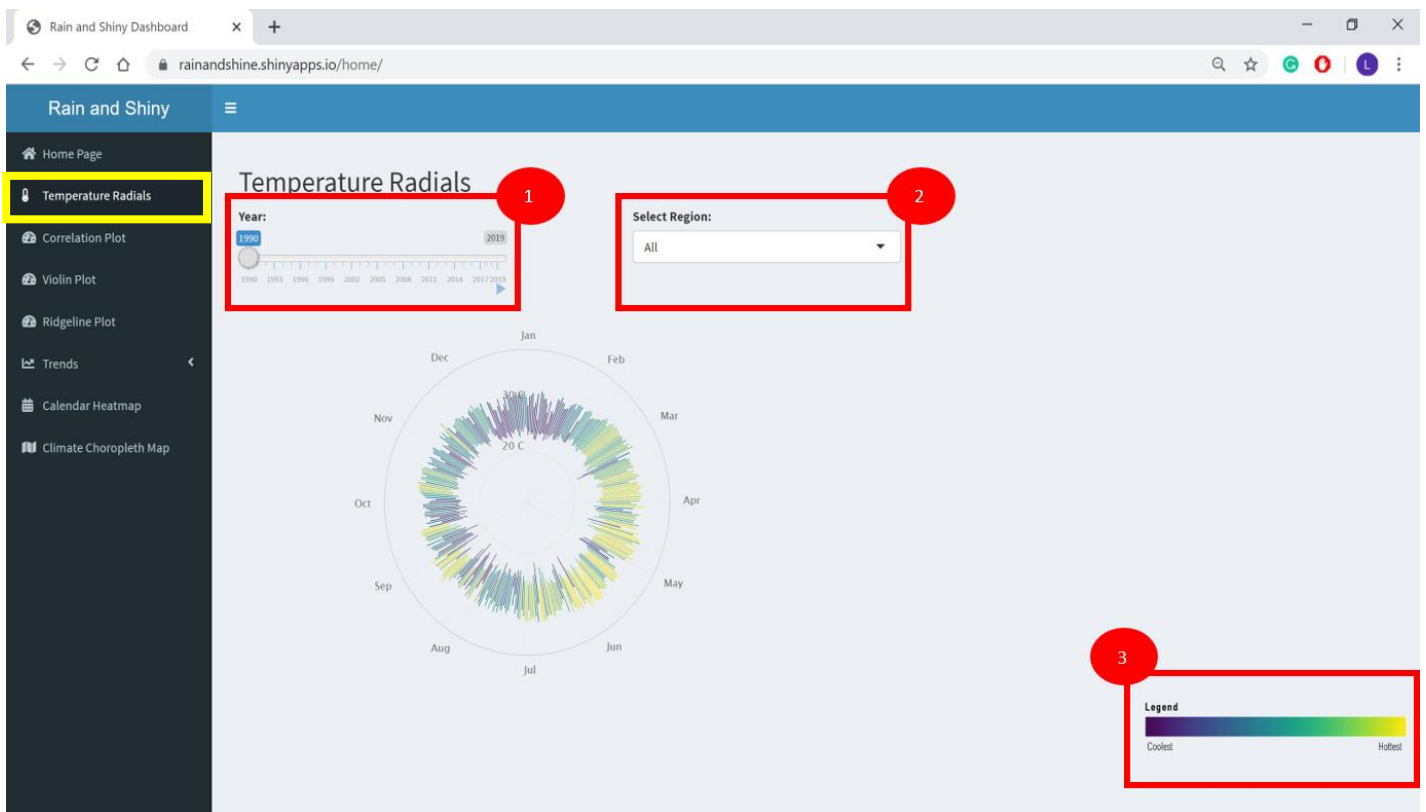 Rain and Shiny Dashboard
rainandshine.shinyapps.io/home/
L
Rain and Shiny
Home Page
Temperature Radials
Correlation Plot
Violin Plot
Ridgeline Plot
Trends
Calendar Heatmap
Climate Choropleth Map
Temperature Radials
1
Year:
1990 2019
1990 1993 1996 1999 2002 2005 2008 2011 2014 2017 2019
2
Select Region:
All
Jan
Feb
Mar
Apr
May
Jun
Jul
Aug
Sep
Oct
Nov
Dec
30 C
20 C
3
Legend
Coolest Hottest